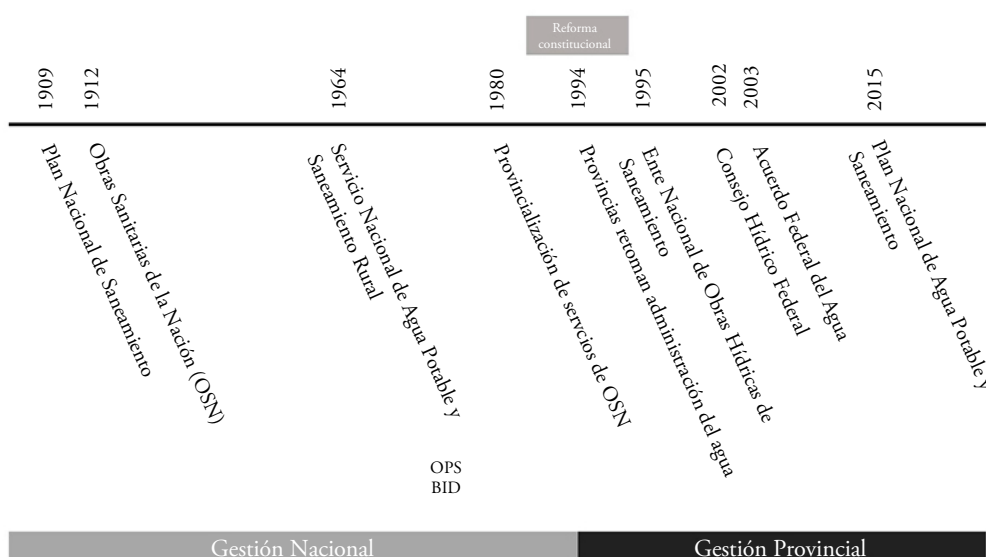 Reforma
constitucional
1909
1912
1964
1980
1994
1995
2002
2003
2015
Plan Nacional de Saneamiento
Obras Sanitarias de la Nación (OSN)
Servicio Nacional de Agua Potable y
Saneamiento Rural
Provincialización de servcios de OSN
Provincias retoman administración del agua
Ente Nacional de Obras Hídricas de
Saneamiento
Consejo Hídrico Federal
Acuerdo Federal del Agua
Plan Nacional de Agua Potable y
Saneamiento
OPS
BID
Gestión Nacional
Gestión Provincial